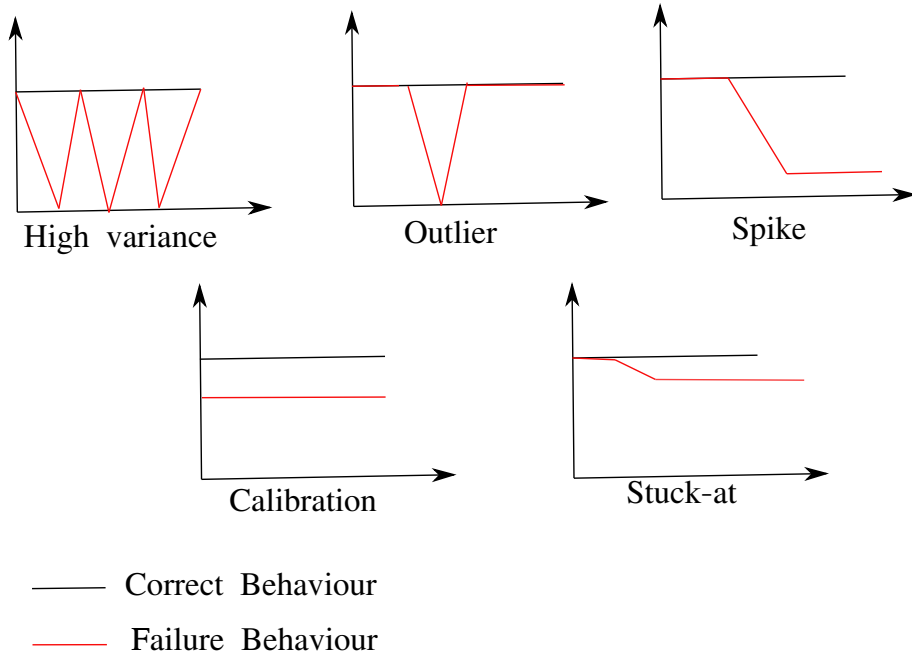 High variance
Outlier
Spike
Calibration
Stuck-at
Correct Behaviour
Failure Behaviour